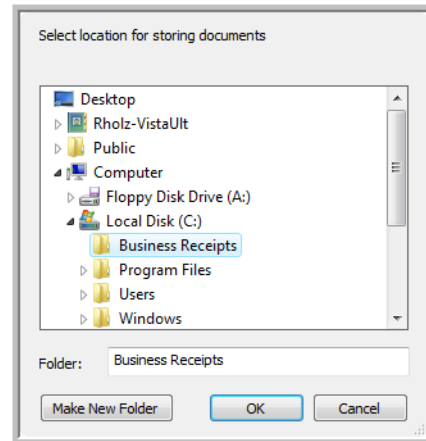 Select location for storing documents
Desktop
Rholz-VistaUlt
Public
Computer
Floppy Disk Drive (A:)
Local Disk (C:)
Business Receipts
Program Files
Users
Windows
Folder: Business Receipts
Make New Folder OK Cancel